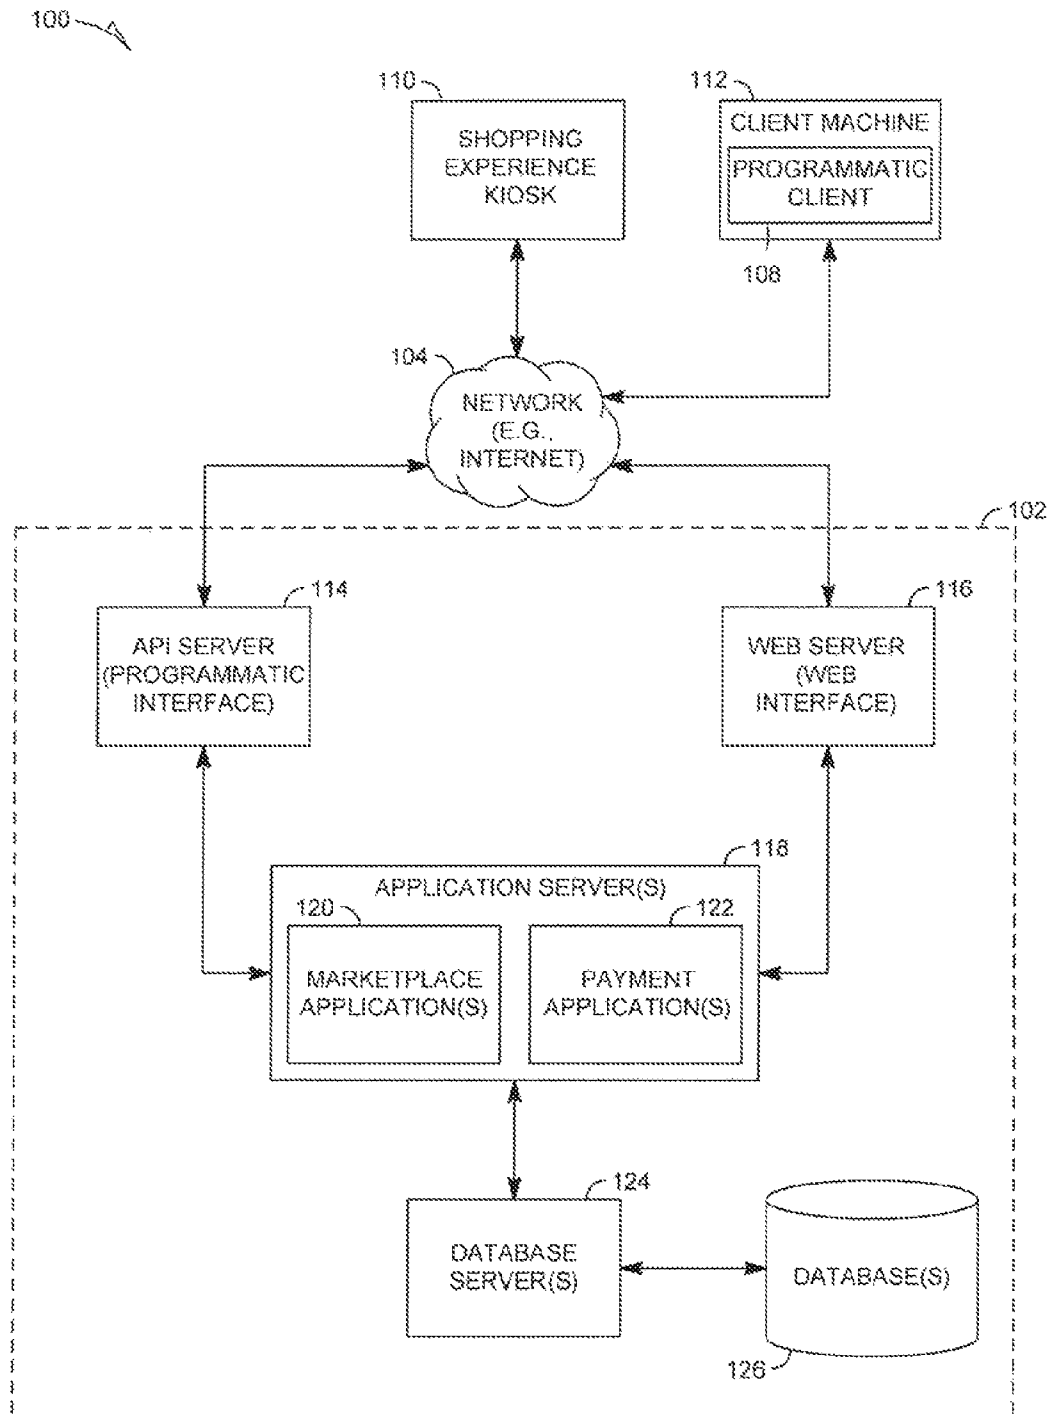 100
110
SHOPPING
EXPERIENCE
KIOSK
112
CLIENT MACHINE
PROGRAMMATIC
CLIENT
108
104
NETWORK
(E.G.,
INTERNET)
102
114
API SERVER
(PROGRAMMATIC
INTERFACE)
116
WEB SERVER
(WEB
INTERFACE)
118
APPLICATION SERVER(S)
120
MARKETPLACE
APPLICATION(S)
122
PAYMENT
APPLICATION(S)
124
DATABASE
SERVER(S)
DATABASE(S)
126